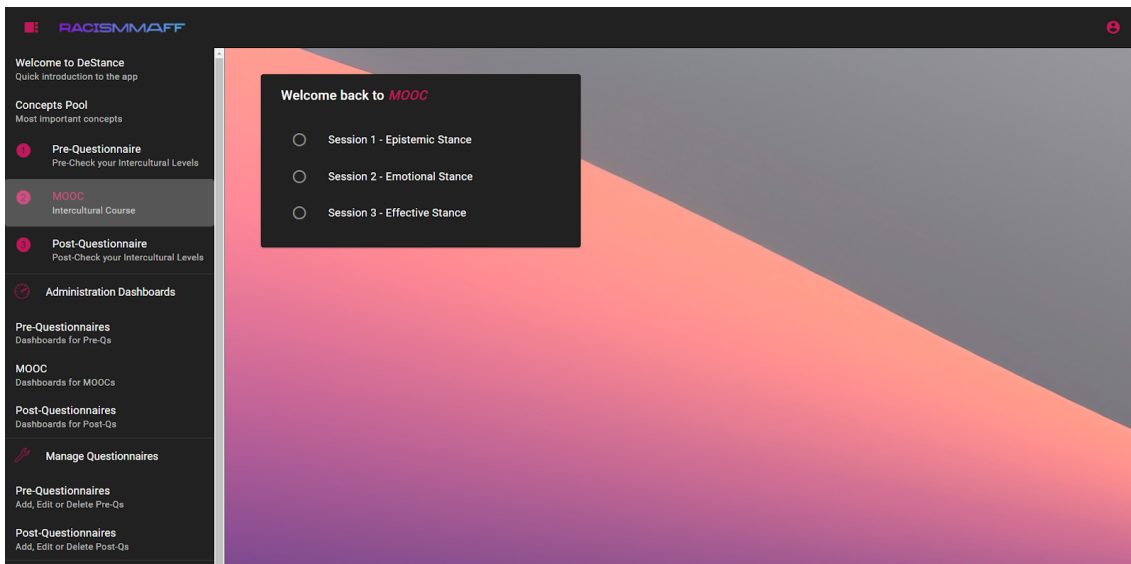 RACISMMAFF
Welcome to DeStance
Quick introduction to the app
Concepts Pool
Most important concepts
1
Pre-Questionnaire
Pre-Check your Intercultural Levels
2
MOOC
Intercultural Course
3
Post-Questionnaire
Post-Check your Intercultural Levels
Administration Dashboards
Pre-Questionnaires
Dashboards for Pre-Qs
MOOC
Dashboards for MOOCs
Post-Questionnaires
Dashboards for Post-Qs
Manage Questionnaires
Pre-Questionnaires
Add, Edit or Delete Pre-Qs
Post-Questionnaires
Add, Edit or Delete Post-Qs
Welcome back to MOOC
Session 1 - Epistemic Stance
Session 2 - Emotional Stance
Session 3 - Effective Stance